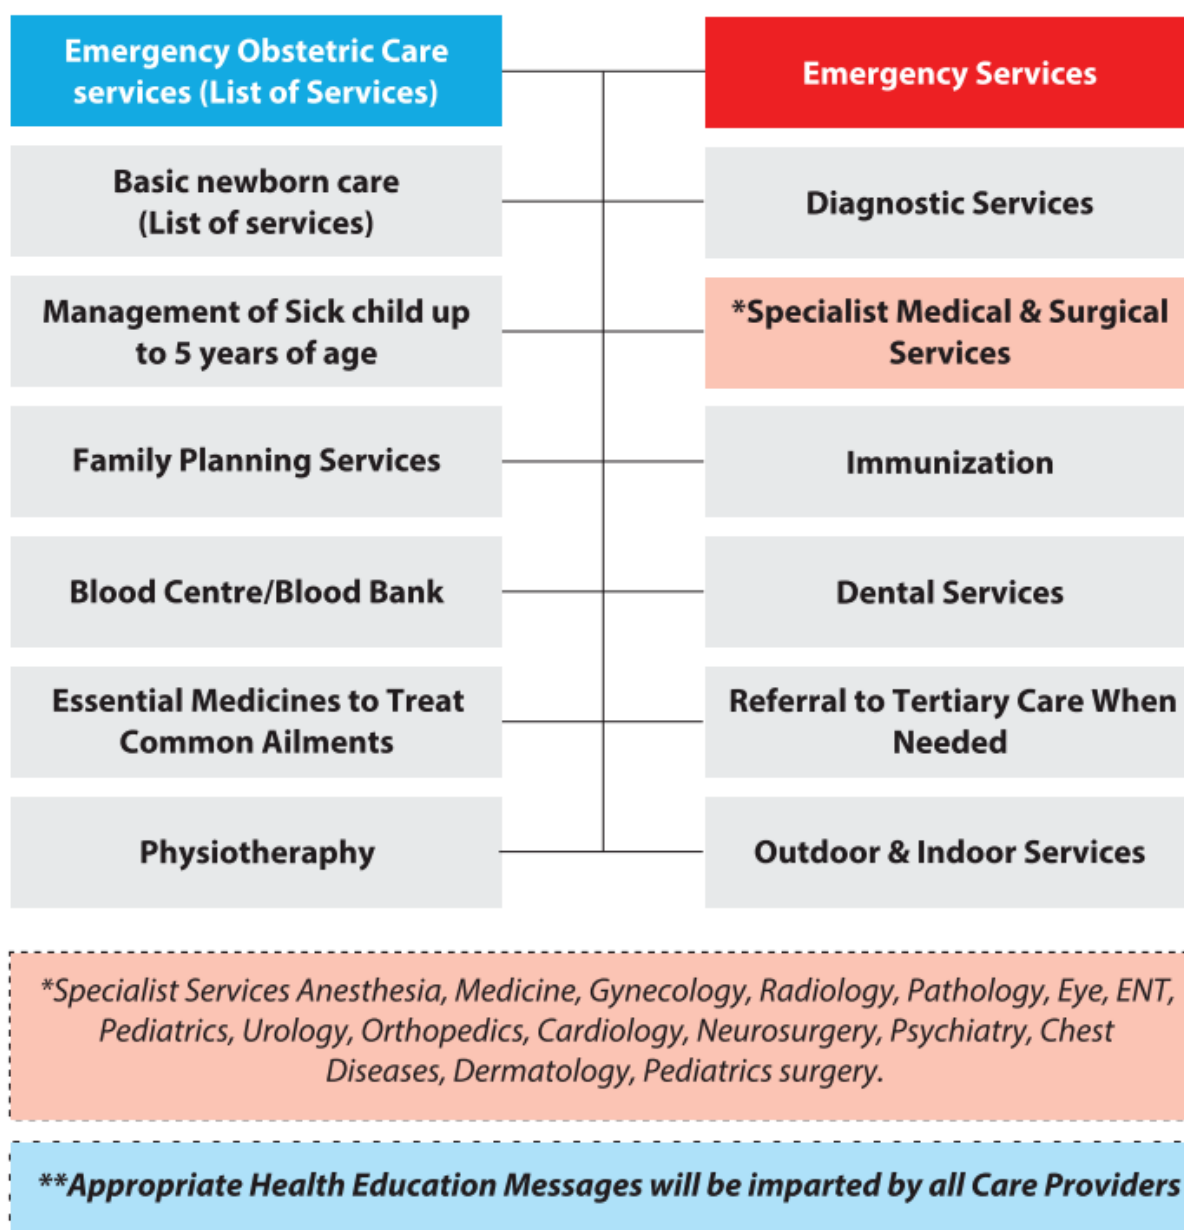 Emergency Obstetric Care
services (List of Services)
Emergency Services
Basic newborn care
(List of services)
Diagnostic Services
Management of Sick child up
to 5 years of age
*Specialist Medical & Surgical
Services
Family Planning Services
Immunization
Blood Centre/Blood Bank
Dental Services
Essential Medicines to Treat
Common Ailments
Referral to Tertiary Care When
Needed
Physiotheraphy
Outdoor & Indoor Services
*Specialist Services Anesthesia, Medicine, Gynecology, Radiology, Pathology, Eye, ENT,
Pediatrics, Urology, Orthopedics, Cardiology, Neurosurgery, Psychiatry, Chest
Diseases, Dermatology, Pediatrics surgery.
**Appropriate Health Education Messages will be imparted by all Care Providers